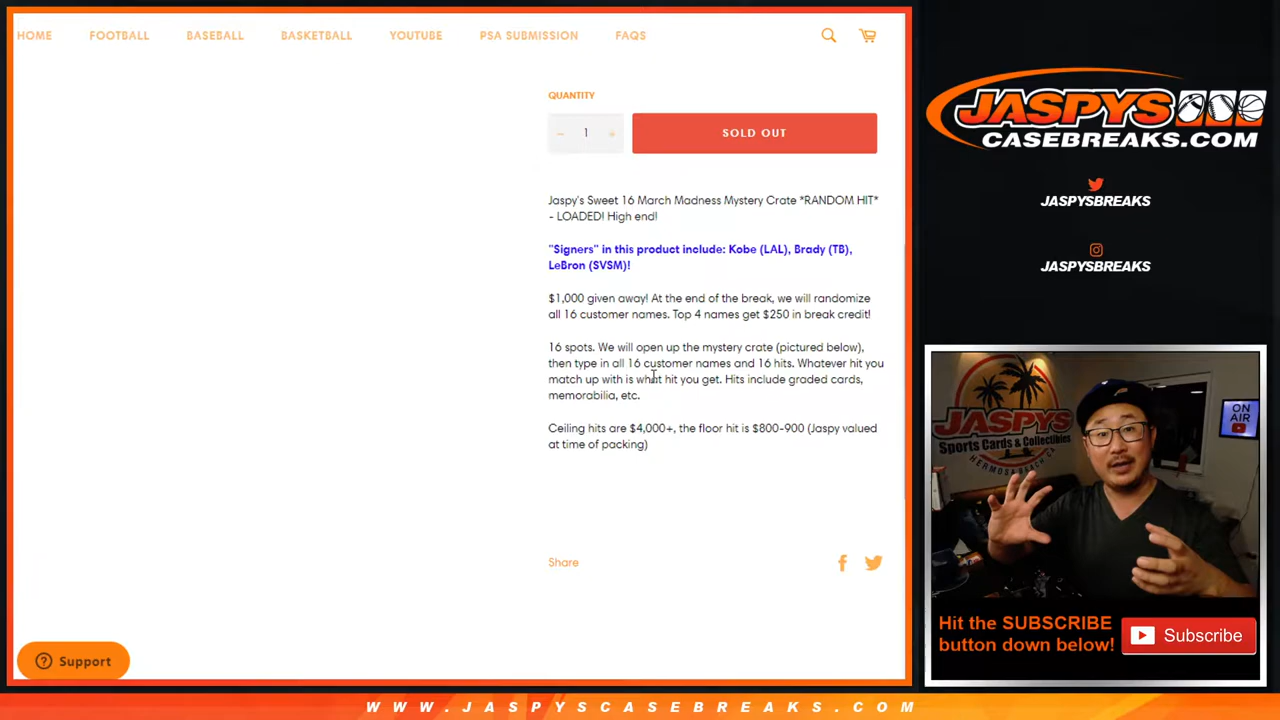 HOME FOOTBALL BASEBALL BASKETBALL YOUTUBE PSA SUBMISSION FAQS
QUANTITY
− 1 + SOLD OUT
Jaspy's Sweet 16 March Madness Mystery Crate *RANDOM HIT*
- LOADED! High end!
"Signers" in this product include: Kobe (LAL), Brady (TB),
LeBron (SVSM)!
$1,000 given away! At the end of the break, we will randomize
all 16 customer names. Top 4 names get $250 in break credit!
16 spots. We will open up the mystery crate (pictured below),
then type in all 16 customer names and 16 hits. Whatever hit you
match up with is what hit you get. Hits include graded cards,
memorabilia, etc.
Ceiling hits are $4,000+, the floor hit is $800-900 (Jaspy valued
at time of packing)
Share
Support
JASPYS
CASEBREAKS.COM
JASPYSBREAKS
JASPYSBREAKS
JASPYS
Sports Cards & Collectibles
HERMOSA BEACH, CA
ON
AIR
Hit the SUBSCRIBE
button down below!
Subscribe
WWW.JASPYSCASEBREAKS.COM